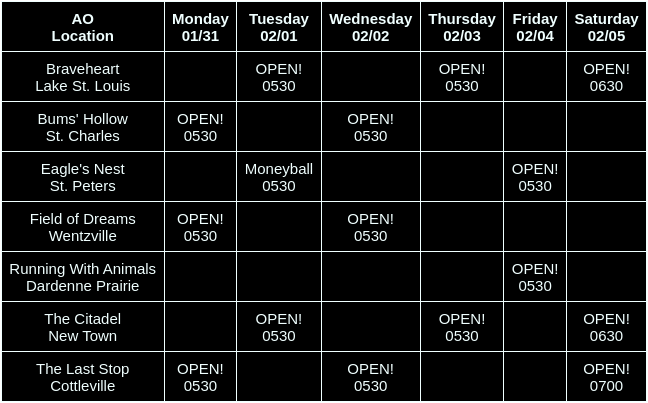 AO Monday Tuesday Wednesday Thursday Friday Saturday
Location 01/31 02/01 02/02 02/03 02/04 02/05
Braveheart OPEN! OPEN! OPEN!
Lake St. Louis 0530 0530 0630
Bums' Hollow OPEN! OPEN!
St. Charles 0530 0530
Eagle's Nest Moneyball OPEN!
St. Peters 0530 0530
Field of Dreams OPEN! OPEN!
Wentzville 0530 0530
Running With Animals OPEN!
Dardenne Prairie 0530
The Citadel OPEN! OPEN! OPEN!
New Town 0530 0530 0630
The Last Stop OPEN! OPEN! OPEN!
Cottleville 0530 0530 0700